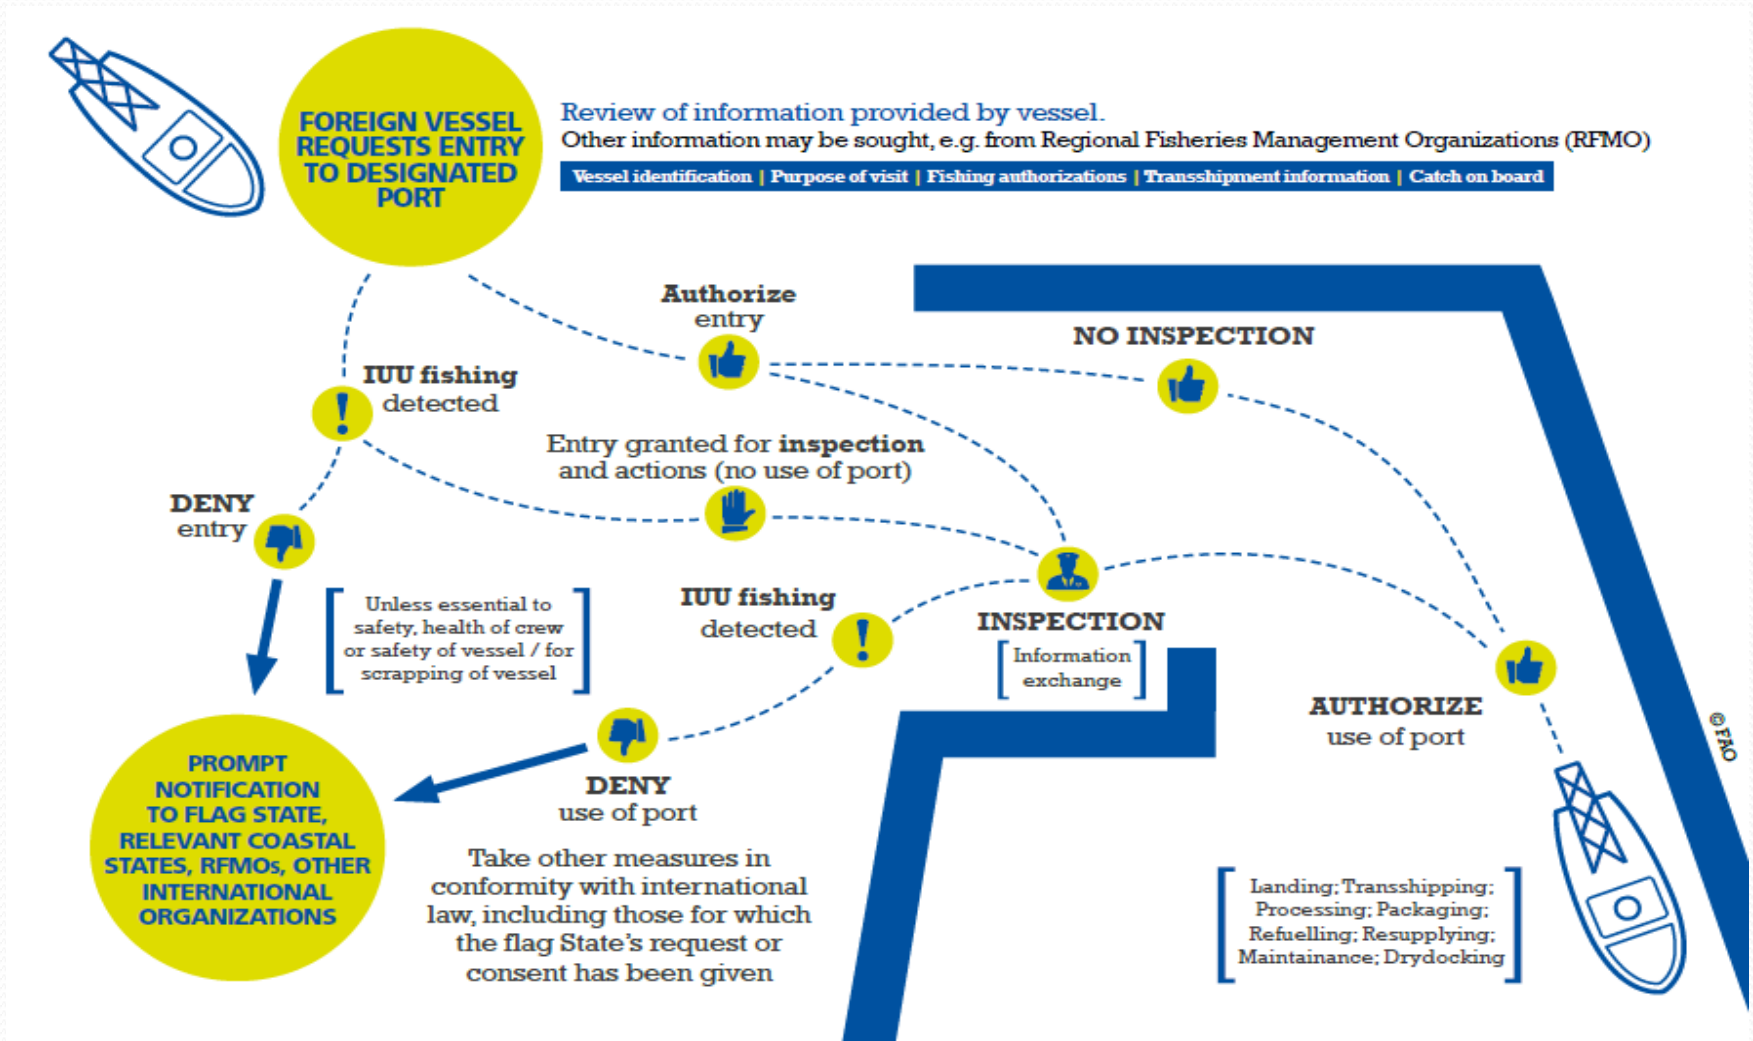 FOREIGN VESSEL
REQUESTS ENTRY
TO DESIGNATED
PORT
Review of information provided by vessel.
Other information may be sought, e.g. from Regional Fisheries Management Organizations (RFMO)
Vessel identification | Purpose of visit | Fishing authorizations | Transshipment information | Catch on board
Authorize
entry
NO INSPECTION
IUU fishing
detected
Entry granted for inspection
and actions (no use of port)
DENY
entry
Unless essential to
safety, health of crew
or safety of vessel / for
scrapping of vessel
IUU fishing
detected
INSPECTION
Information
exchange
AUTHORIZE
use of port
© FAO
PROMPT
NOTIFICATION
TO FLAG STATE,
RELEVANT COASTAL
STATES, RFMOs, OTHER
INTERNATIONAL
ORGANIZATIONS
DENY
use of port
Take other measures in
conformity with international
law, including those for which
the flag State's request or
consent has been given
Landing; Transshipping;
Processing; Packaging;
Refuelling; Resupplying;
Maintainance; Drydocking